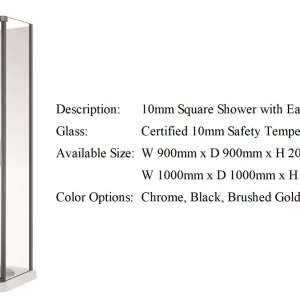 Description: 10mm Square Shower with Ea
Glass: Certified 10mm Safety Tempe
Available Size: W 900mm x D 900mm x H 20
W 1000mm x D 1000mm x H
Color Options: Chrome, Black, Brushed Gold